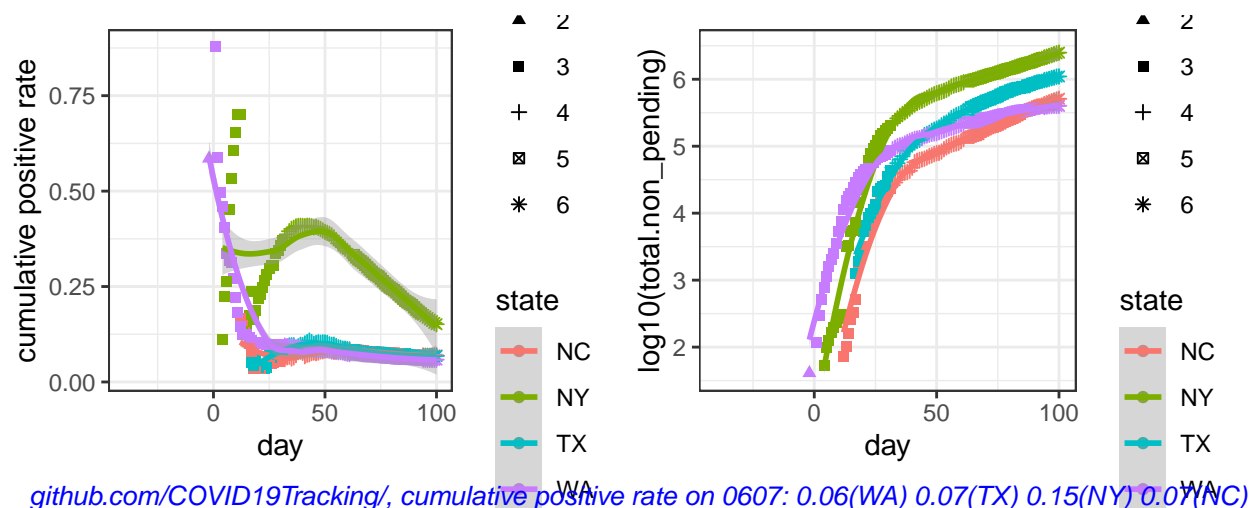 cumulative positive rate
0.75
0.50
0.25
0.00
0
50
100
day
2
3
4
5
6
state
NC
NY
TX
WA
log10(total.non_pending)
6
5
4
3
2
0
50
100
day
2
3
4
5
6
state
NC
NY
TX
WA
github.com/COVID19Tracking/, cumulative positive rate on 0607: 0.06(WA) 0.07(TX) 0.15(NY) 0.07(NC)